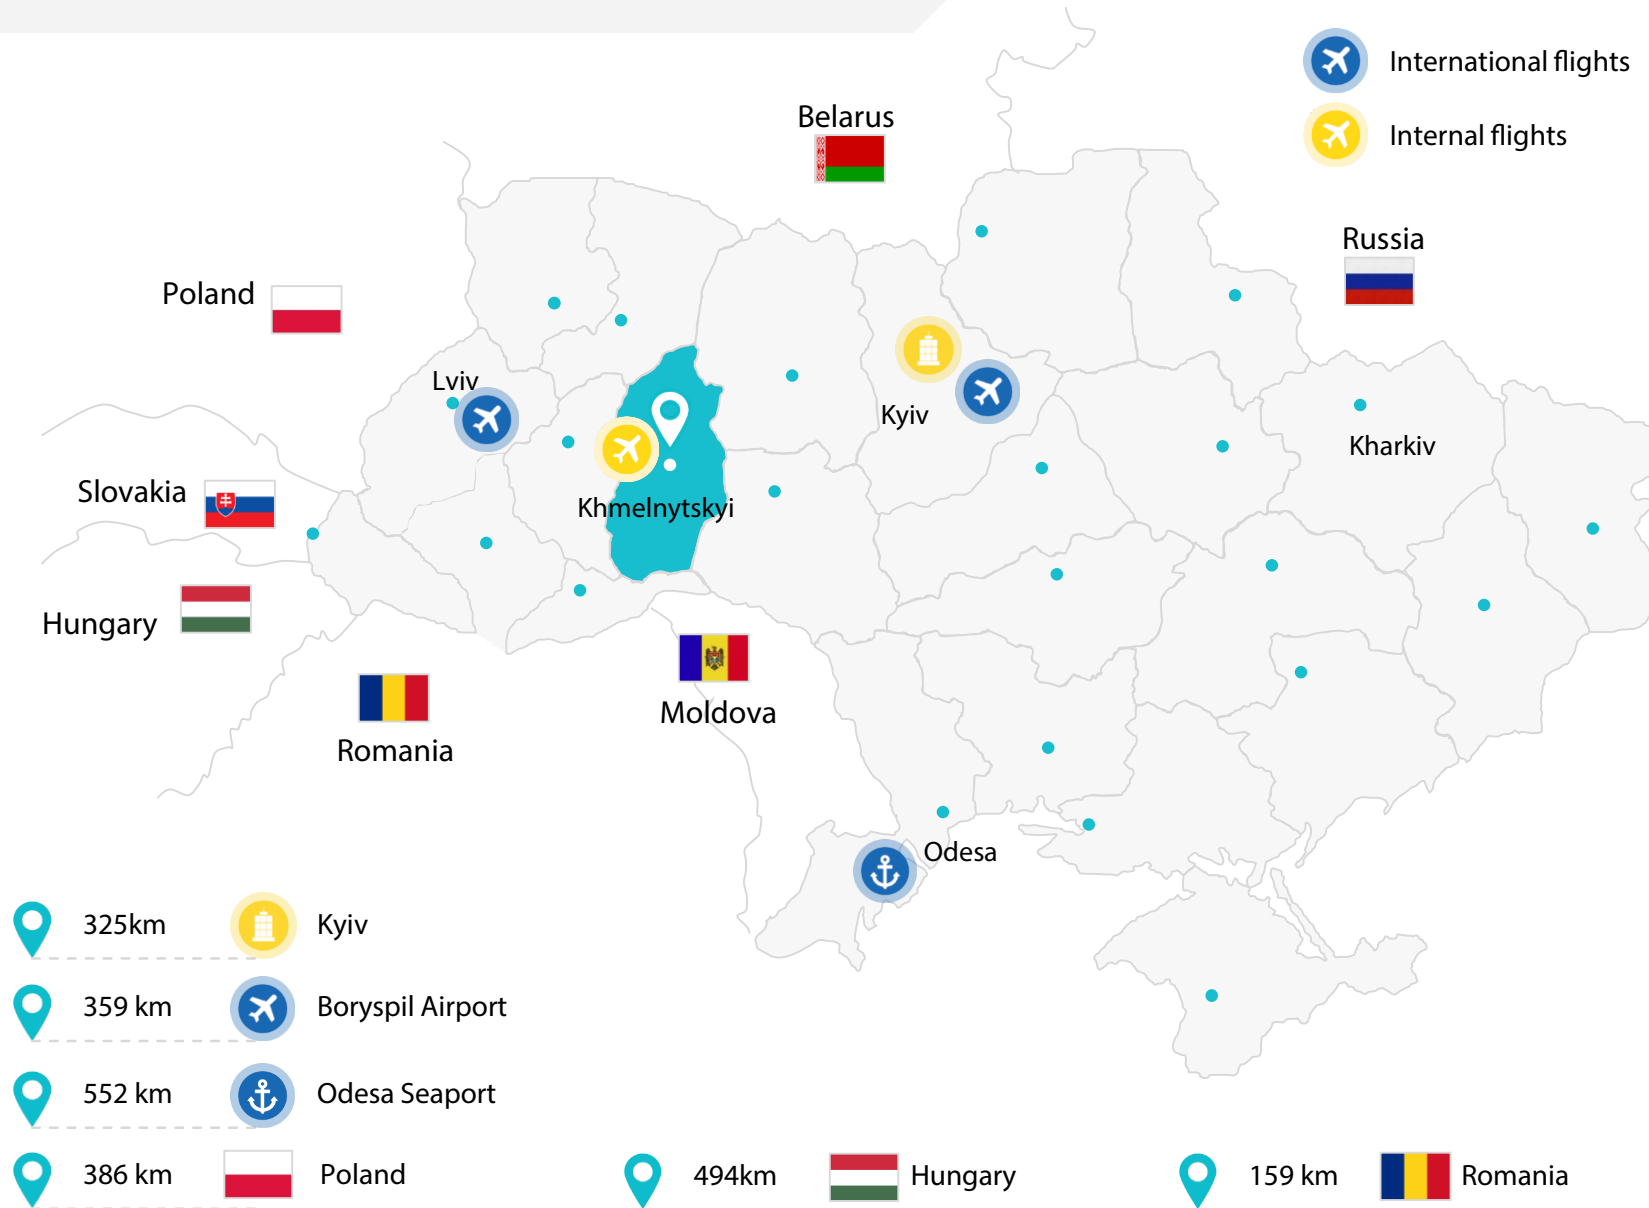 International flights
Internal flights
Belarus
Russia
Poland
Lviv
Kyiv
Kharkiv
Slovakia
Khmelnytskyi
Hungary
Moldova
Romania
Odesa
325km Kyiv
359 km Boryspil Airport
552 km Odesa Seaport
386 km Poland
494km Hungary
159 km Romania